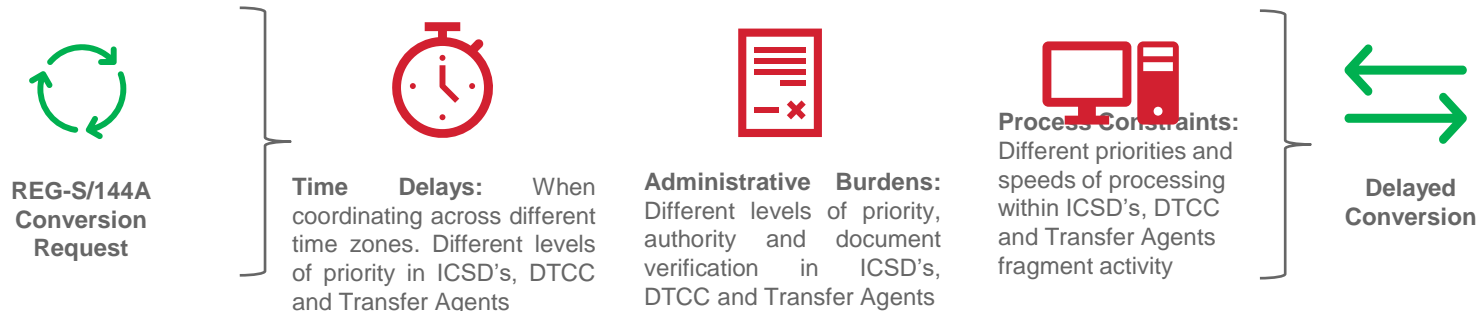 REG-S/144A
Conversion
Request
Time Delays: When
coordinating across different
time zones. Different levels
of priority in ICSD's, DTCC
and Transfer Agents
Administrative Burdens:
Different levels of priority,
authority and document
verification in ICSD's,
DTCC and Transfer Agents
Process Constraints:
Different priorities and
speeds of processing
within ICSD's, DTCC
and Transfer Agents
fragment activity
Delayed
Conversion